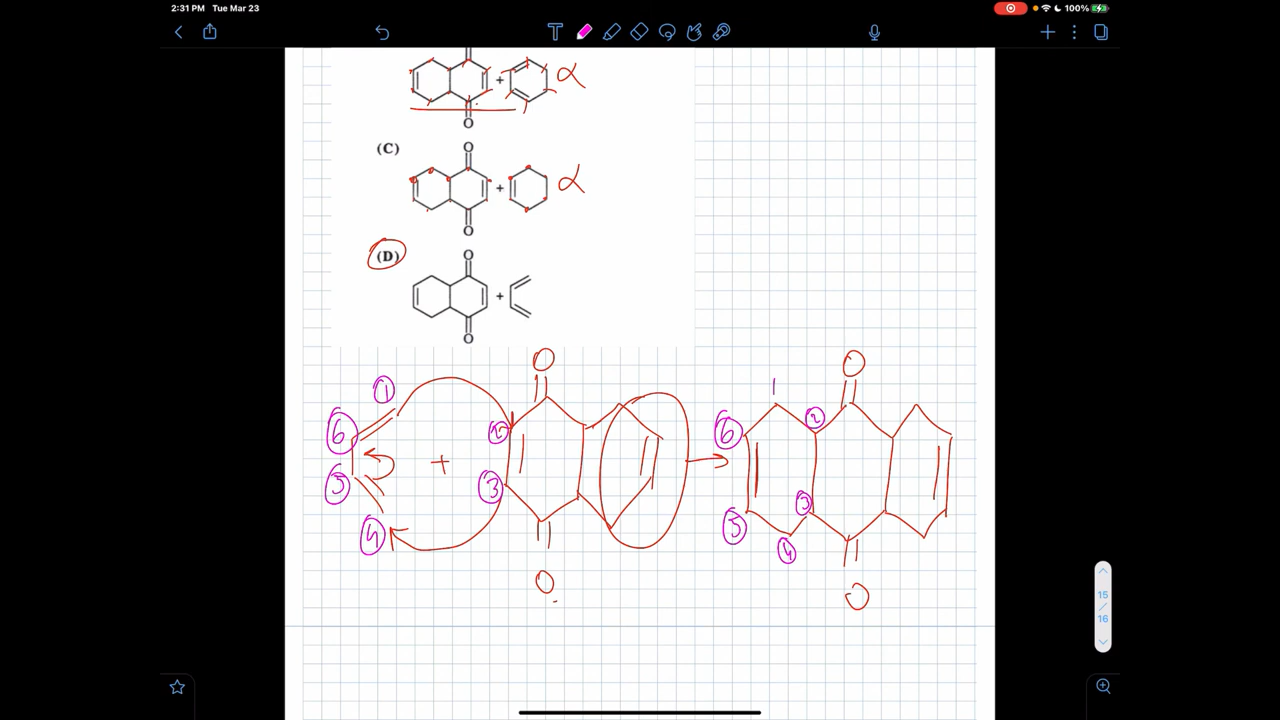 2:31 PM Tue Mar 23
100%
+ α
O
(C)
O
+ α
O
(D)
O
+
O
15
/
16
O
O
①
⑥
②
⑤
+
③
④
O
1
⑥
②
⑤
③
④
O